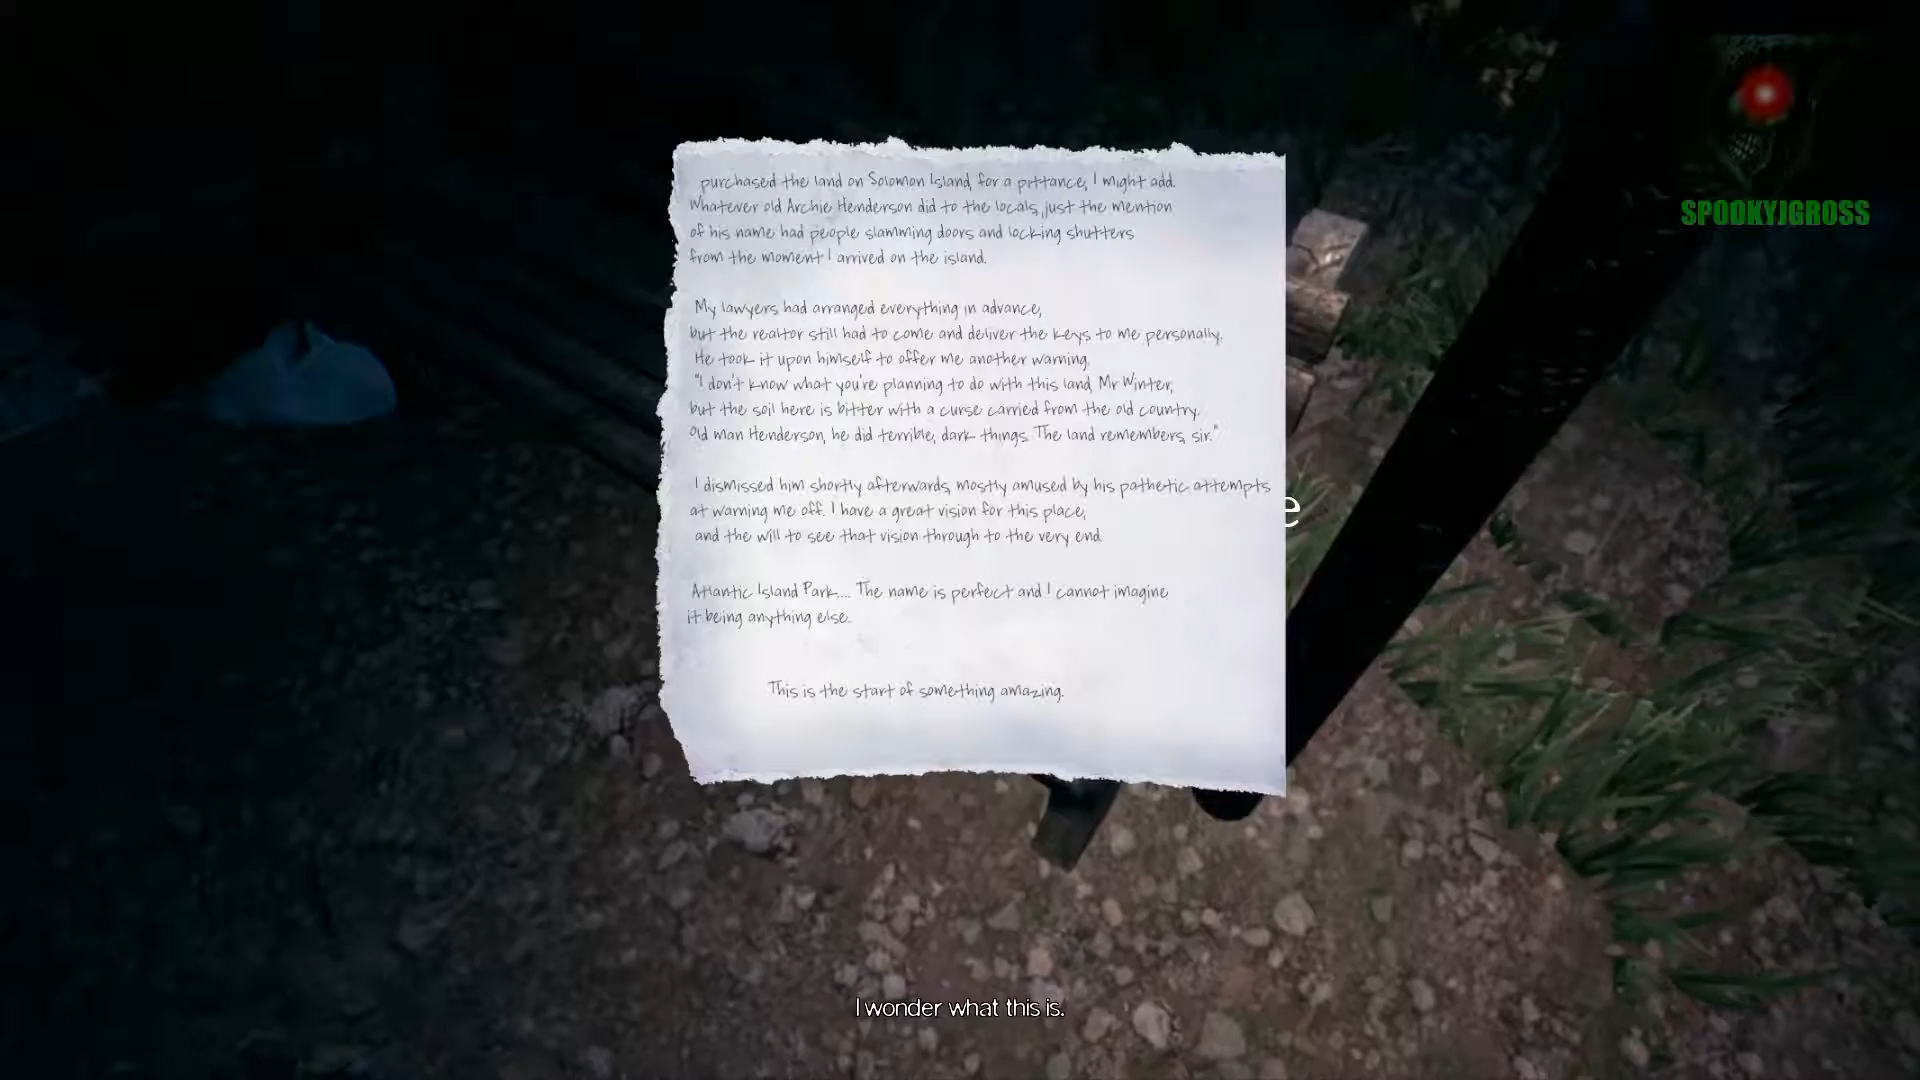 SPOOKYJGROSS
purchased the land on Solomon Island, for a pittance, I might add.
Whatever old Archie Henderson did to the locals, just the mention
of his name had people slamming doors and locking shutters
from the moment I arrived on the island.
My lawyers had arranged everything in advance,
but the realtor still had to come and deliver the keys to me personally.
He took it upon himself to offer me another warning.
"I don't know what you're planning to do with this land, Mr Winter,
but the soil here is bitter with a curse carried from the old country.
Old man Henderson, he did terrible, dark things. The land remembers, sir."
I dismissed him shortly afterwards, mostly amused by his pathetic attempts
at warning me off. I have a great vision for this place,
and the will to see that vision through to the very end.
Atlantic Island Park.... The name is perfect and I cannot imagine
it being anything else.
This is the start of something amazing.
e
I wonder what this is.